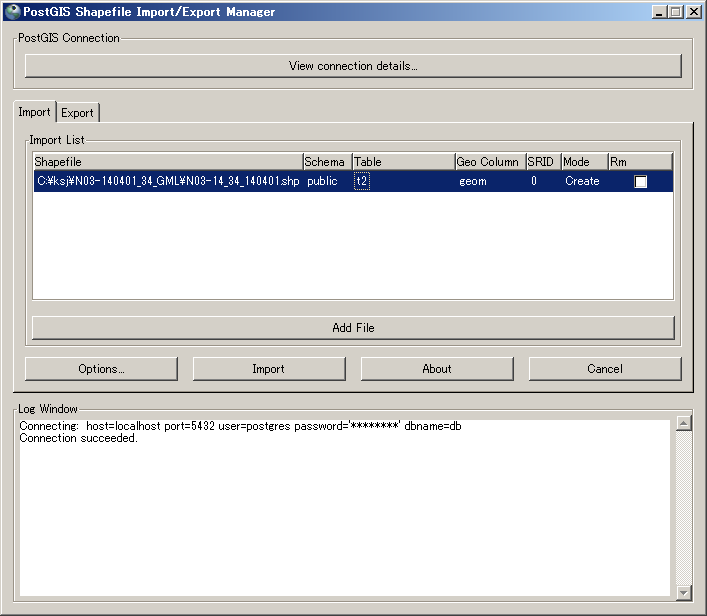 PostGIS Shapefile Import/Export Manager
PostGIS Connection
View connection details...
Import Export
Import List
Shapefile Schema Table Geo Column SRID Mode Rm
C:¥ksj¥N03-140401_34_GML¥N03-14_34_140401.shp public t2 geom 0 Create
Add File
Options... Import About Cancel
Log Window
Connecting: host=localhost port=5432 user=postgres password='********' dbname=db
Connection succeeded.